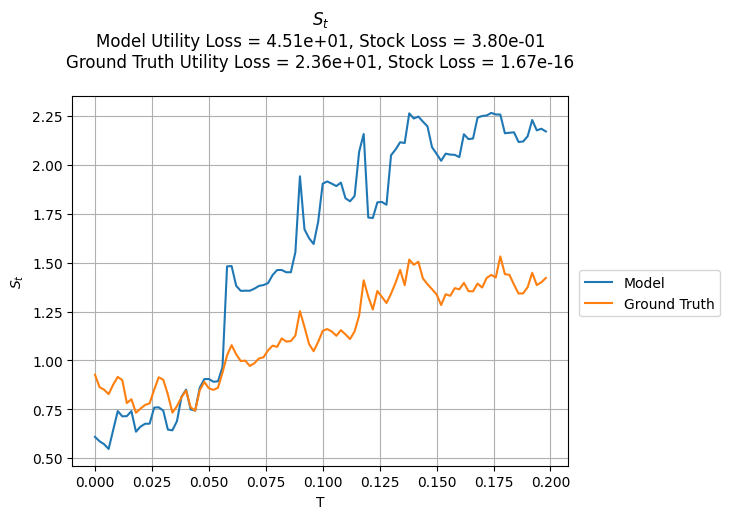 S_t
Model Utility Loss = 4.51e+01, Stock Loss = 3.80e-01
Ground Truth Utility Loss = 2.36e+01, Stock Loss = 1.67e-16
2.25
2.00
1.75
1.50
1.25
1.00
0.75
0.50
S_t
0.000 0.025 0.050 0.075 0.100 0.125 0.150 0.175 0.200
T
Model
Ground Truth